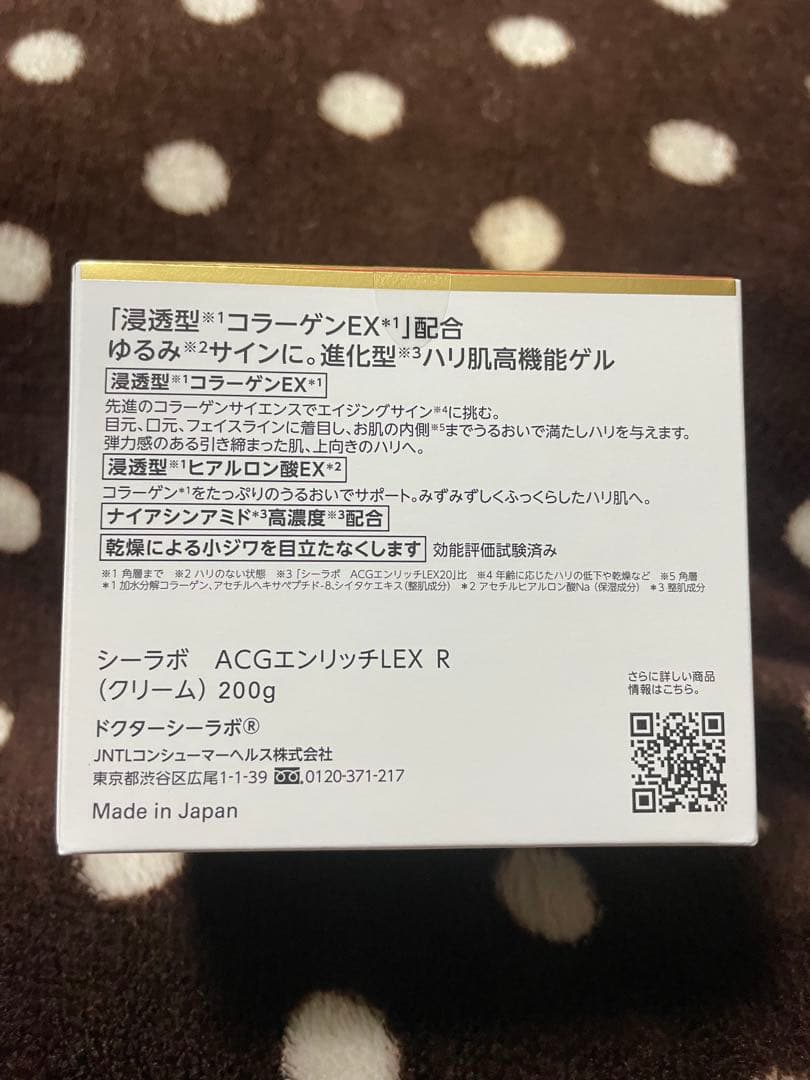 「浸透型※1コラーゲンEX*1」配合
ゆるみ※2サインに。進化型※3ハリ肌高機能ゲル
浸透型※1コラーゲンEX*1
先進のコラーゲンサイエンスでエイジングサイン※4に挑む。
目元、口元、フェイスラインに着目し、お肌の内側※5までうるおいで満たしハリを与えます。
弾力感のある引き締まった肌、上向きのハリへ。
浸透型※1ヒアルロン酸EX*2
コラーゲン*1をたっぷりのうるおいでサポート。みずみずしくふっくらしたハリ肌へ。
ナイアシンアミド*3高濃度※3配合
乾燥による小ジワを目立たなくします 効能評価試験済み
※1 角層まで ※2 ハリのない状態 ※3「シーラボ ACGエンリッチLEX20」比 ※4 年齢に応じたハリの低下や乾燥など ※5 角層
*1 加水分解コラーゲン、アセチルヘキサペプチド-8、シイタケエキス(整肌成分) *2 アセチルヒアルロン酸Na(保湿成分) *3 整肌成分
シーラボ ACGエンリッチLEX R
(クリーム) 200g
ドクターシーラボ®
JNTLコンシューマーヘルス株式会社
東京都渋谷区広尾1-1-39 0120-371-217
Made in Japan
さらに詳しい商品
情報はこちら。